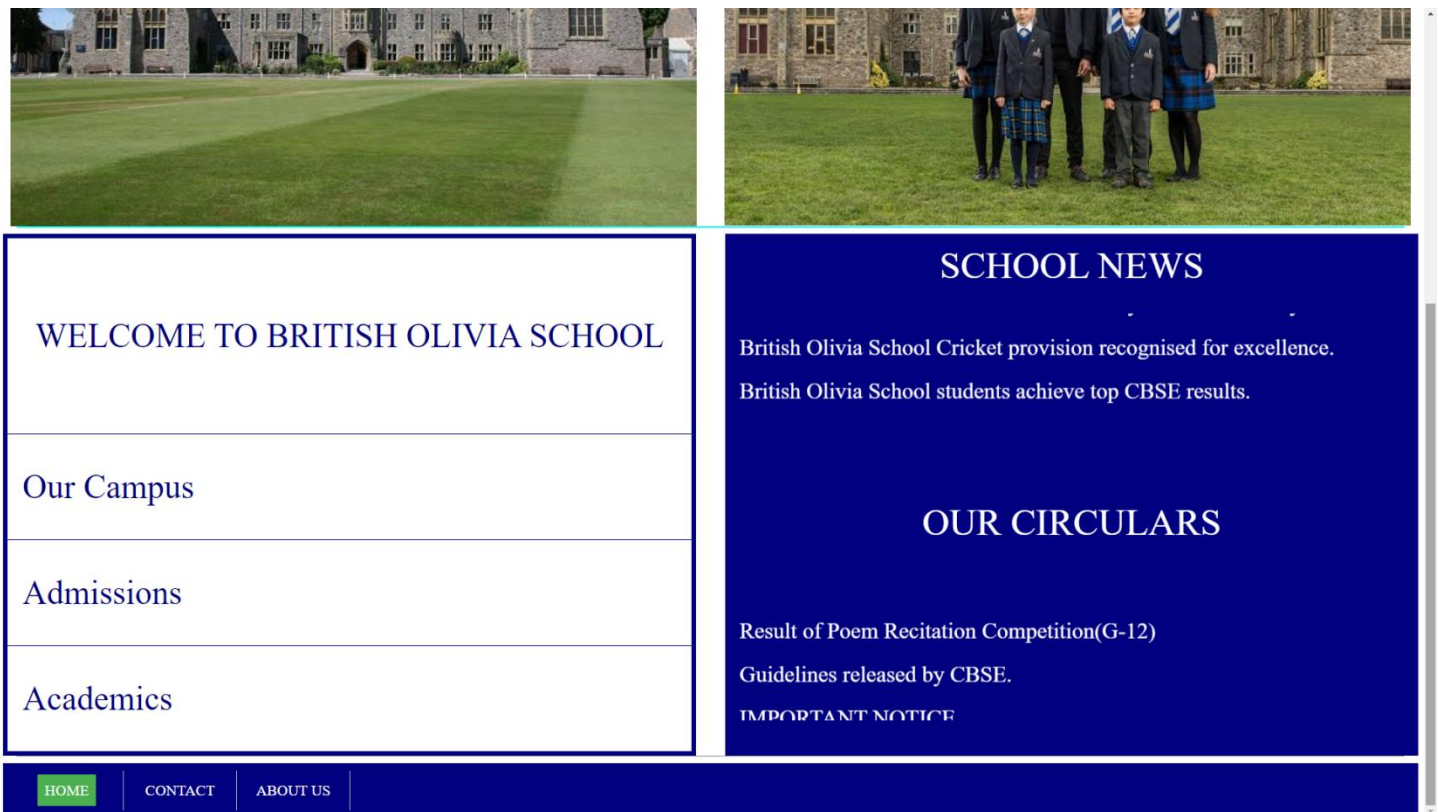 WELCOME TO BRITISH OLIVIA SCHOOL
Our Campus
Admissions
Academics
SCHOOL NEWS
British Olivia School Cricket provision recognised for excellence.
British Olivia School students achieve top CBSE results.
OUR CIRCULARS
Result of Poem Recitation Competition(G-12)
Guidelines released by CBSE.
IMPORTANT NOTICE
HOME
CONTACT
ABOUT US